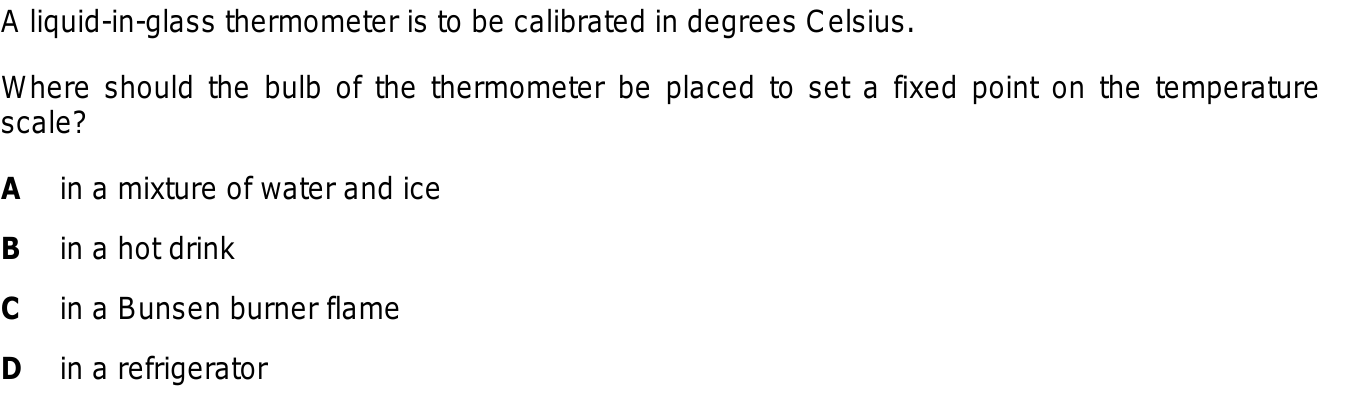 A liquid-in-glass thermometer is to be calibrated in degrees Celsius.
Where should the bulb of the thermometer be placed to set a fixed point on the temperature
scale?
A in a mixture of water and ice
B in a hot drink
C in a Bunsen burner flame
D in a refrigerator